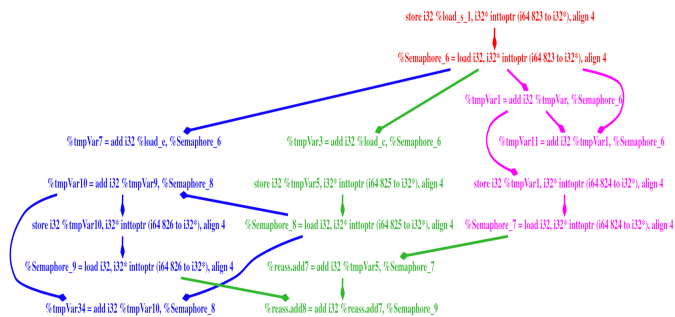 store i32 %load_s_1, i32* inttoptr (i64 823 to i32*), align 4
%Semaphore_6 = load i32, i32* inttoptr (i64 823 to i32*), align 4
%tmpVar1 = add i32 %tmpVar, %Semaphore_6
%tmpVar7 = add i32 %load_e, %Semaphore_6
%tmpVar3 = add i32 %load_c, %Semaphore_6
%tmpVar11 = add i32 %tmpVar1, %Semaphore_6
%tmpVar10 = add i32 %tmpVar9, %Semaphore_8
store i32 %tmpVar5, i32* inttoptr (i64 825 to i32*), align 4
store i32 %tmpVar1, i32* inttoptr (i64 824 to i32*), align 4
store i32 %tmpVar10, i32* inttoptr (i64 826 to i32*), align 4
%Semaphore_8 = load i32, i32* inttoptr (i64 825 to i32*), align 4
%Semaphore_7 = load i32, i32* inttoptr (i64 824 to i32*), align 4
%Semaphore_9 = load i32, i32* inttoptr (i64 826 to i32*), align 4
%reass.add7 = add i32 %tmpVar5, %Semaphore_7
%tmpVar34 = add i32 %tmpVar10, %Semaphore_8
%reass.add8 = add i32 %reass.add7, %Semaphore_9